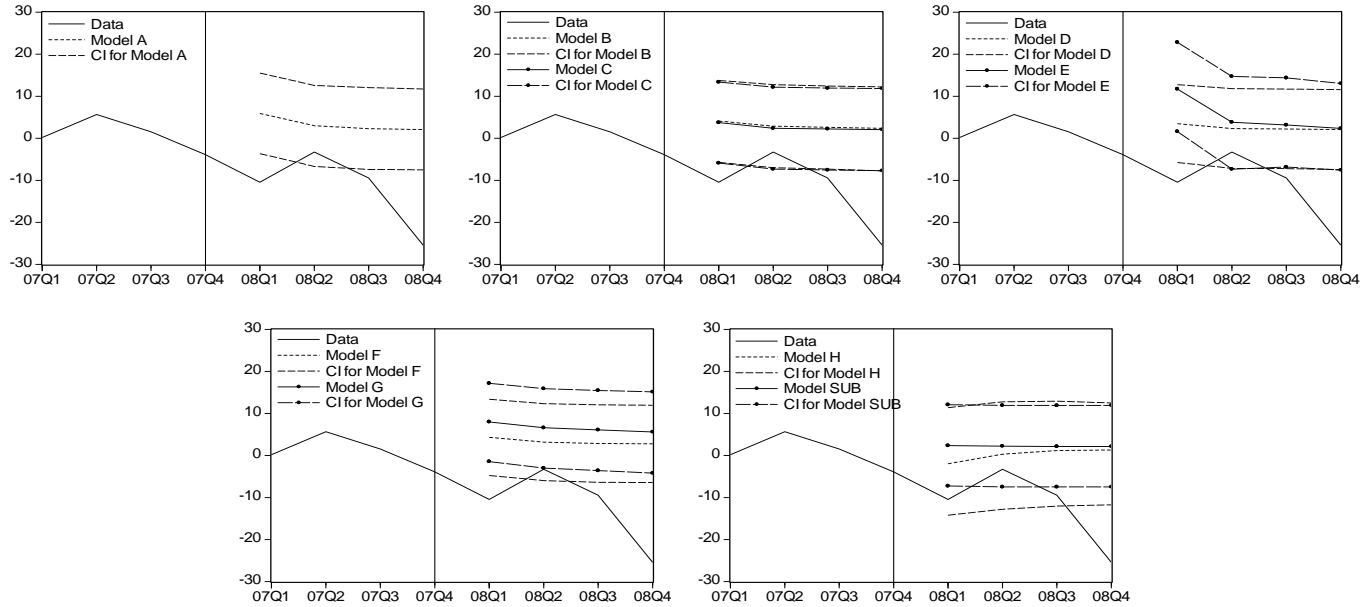 30
20
10
0
-10
-20
-30
Data
Model A
CI for Model A
07Q1 07Q2 07Q3 07Q4 08Q1 08Q2 08Q3 08Q4
30
20
10
0
-10
-20
-30
Data
Model B
CI for Model B
Model C
CI for Model C
07Q1 07Q2 07Q3 07Q4 08Q1 08Q2 08Q3 08Q4
30
20
10
0
-10
-20
-30
Data
Model D
CI for Model D
Model E
CI for Model E
07Q1 07Q2 07Q3 07Q4 08Q1 08Q2 08Q3 08Q4
30
20
10
0
-10
-20
-30
Data
Model F
CI for Model F
Model G
CI for Model G
07Q1 07Q2 07Q3 07Q4 08Q1 08Q2 08Q3 08Q4
30
20
10
0
-10
-20
-30
Data
Model H
CI for Model H
Model SUB
CI for Model SUB
07Q1 07Q2 07Q3 07Q4 08Q1 08Q2 08Q3 08Q4